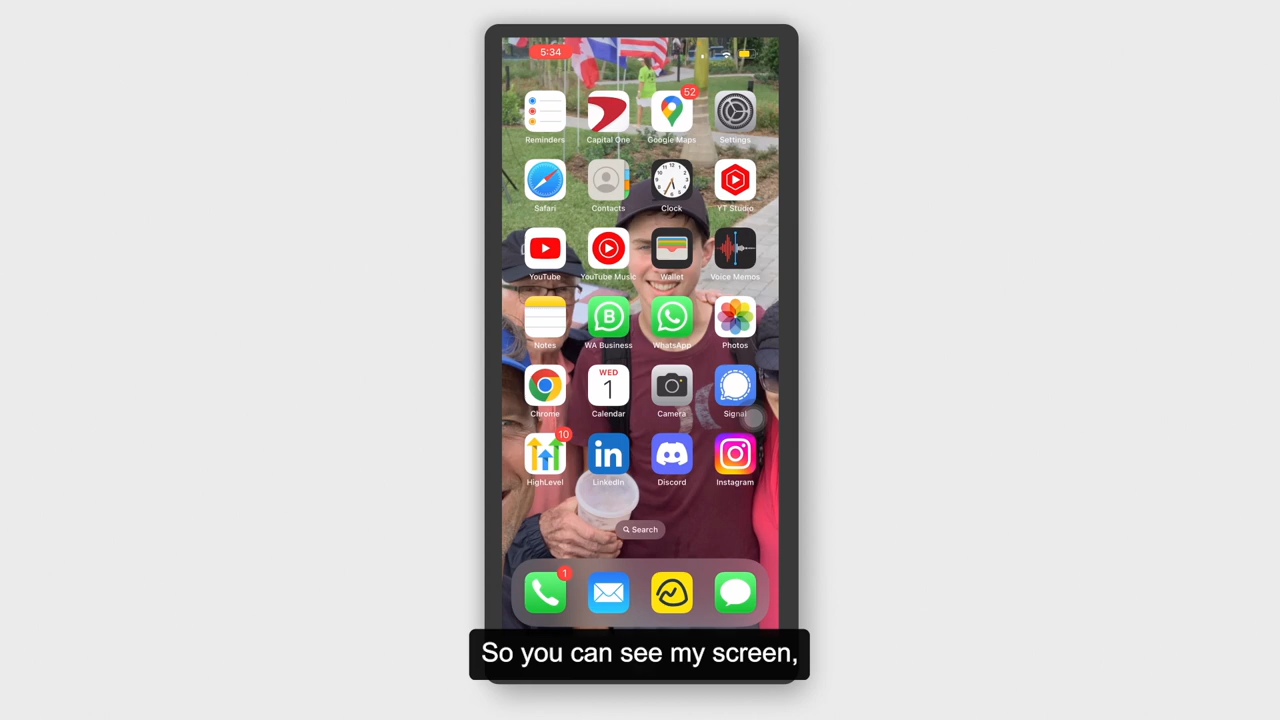 5:34
52
Reminders Capital One Google Maps Settings
Safari Contacts Clock YT Studio
YouTube YouTube Music Wallet Voice Memos
Notes WA Business WhatsApp Photos
WED
1
Chrome Calendar Camera Signal
10
HighLevel LinkedIn Discord Instagram
Search
1
So you can see my screen,